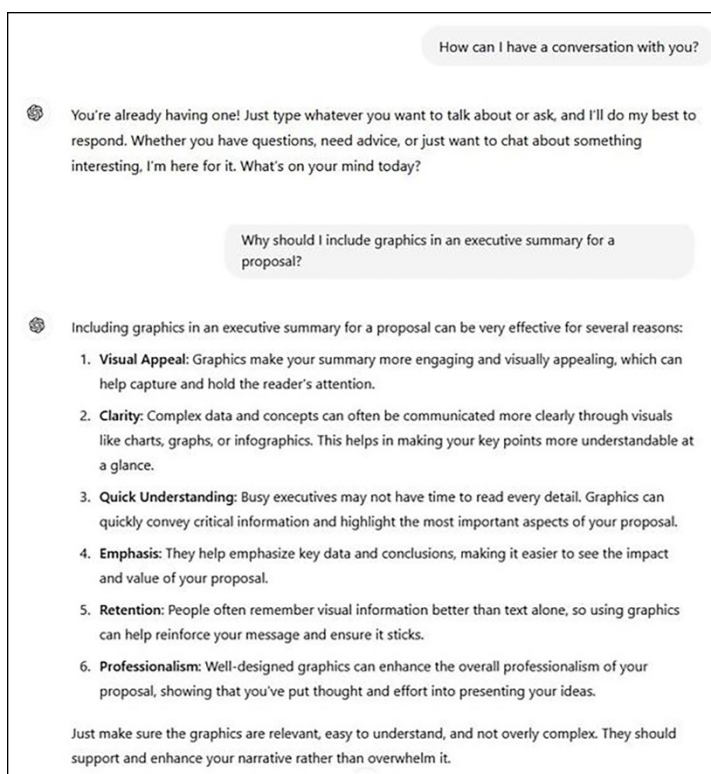 How can I have a conversation with you?
You're already having one! Just type whatever you want to talk about or ask, and I'll do my best to
respond. Whether you have questions, need advice, or just want to chat about something
interesting, I'm here for it. What's on your mind today?
Why should I include graphics in an executive summary for a
proposal?
Including graphics in an executive summary for a proposal can be very effective for several reasons:
1. Visual Appeal: Graphics make your summary more engaging and visually appealing, which can
help capture and hold the reader's attention.
2. Clarity: Complex data and concepts can often be communicated more clearly through visuals
like charts, graphs, or infographics. This helps in making your key points more understandable at
a glance.
3. Quick Understanding: Busy executives may not have time to read every detail. Graphics can
quickly convey critical information and highlight the most important aspects of your proposal.
4. Emphasis: They help emphasize key data and conclusions, making it easier to see the impact
and value of your proposal.
5. Retention: People often remember visual information better than text alone, so using graphics
can help reinforce your message and ensure it sticks.
6. Professionalism: Well-designed graphics can enhance the overall professionalism of your
proposal, showing that you've put thought and effort into presenting your ideas.
Just make sure the graphics are relevant, easy to understand, and not overly complex. They should
support and enhance your narrative rather than overwhelm it.